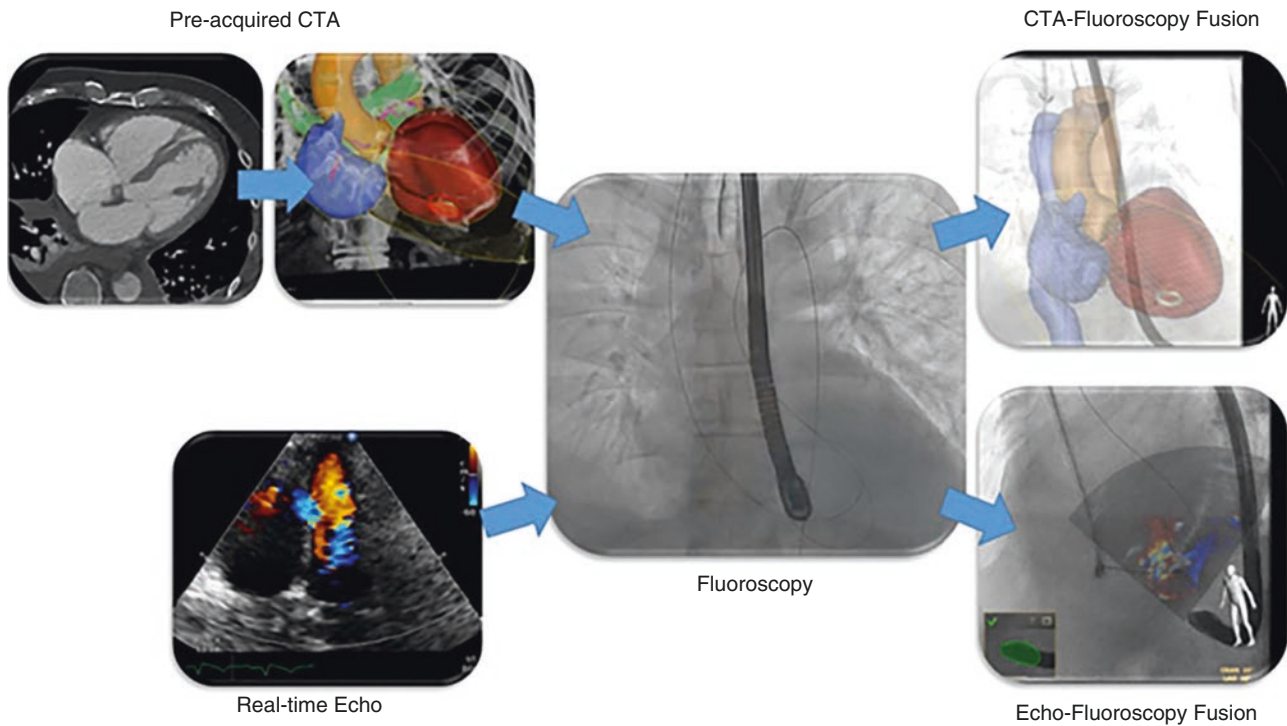 Pre-acquired CTA
CTA-Fluoroscopy Fusion
Fluoroscopy
Real-time Echo
Echo-Fluoroscopy Fusion